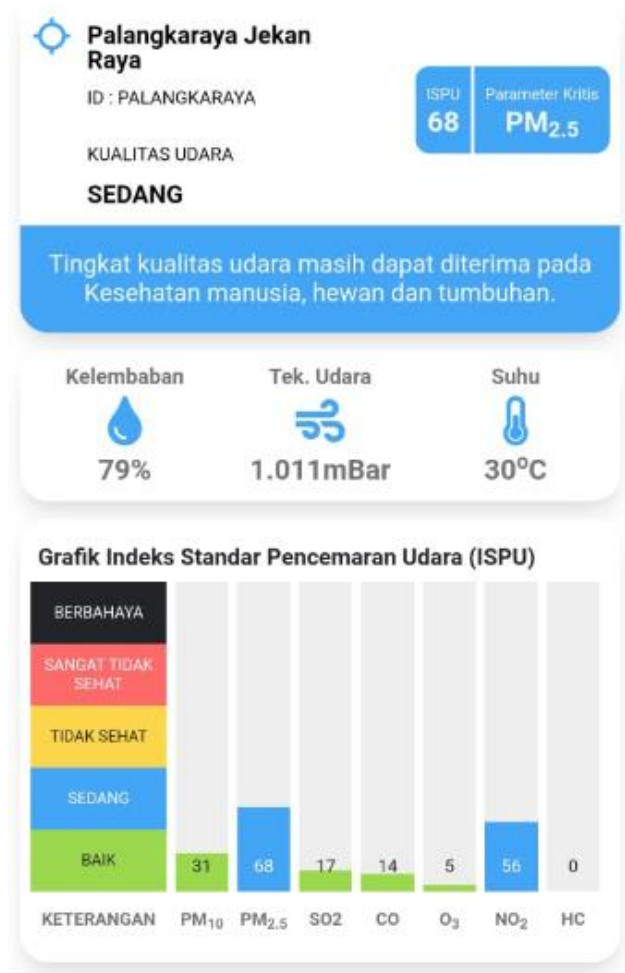 Palangkaraya Jekan
Raya
ID : PALANGKARAYA
ISPU
68
Parameter Kritis
PM2.5
KUALITAS UDARA
SEDANG
Tingkat kualitas udara masih dapat diterima pada
Kesehatan manusia, hewan dan tumbuhan.
Kelembaban
79%
Tek. Udara
1.011mBar
Suhu
30°C
Grafik Indeks Standar Pencemaran Udara (ISPU)
BERBAHAYA
SANGAT TIDAK
SEHAT
TIDAK SEHAT
SEDANG
BAIK
31 68 17 14 5 56 0
KETERANGAN PM10 PM2.5 SO2 CO O3 NO2 HC